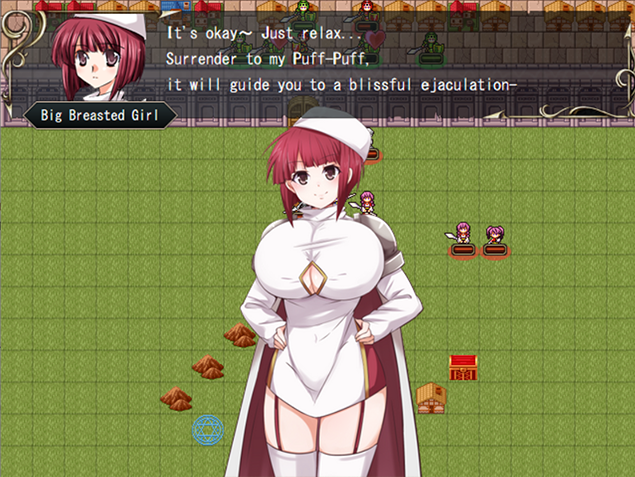 It's okay～ Just relax...
Surrender to my Puff-Puff,
it will guide you to a blissful ejaculation-
Big Breasted Girl